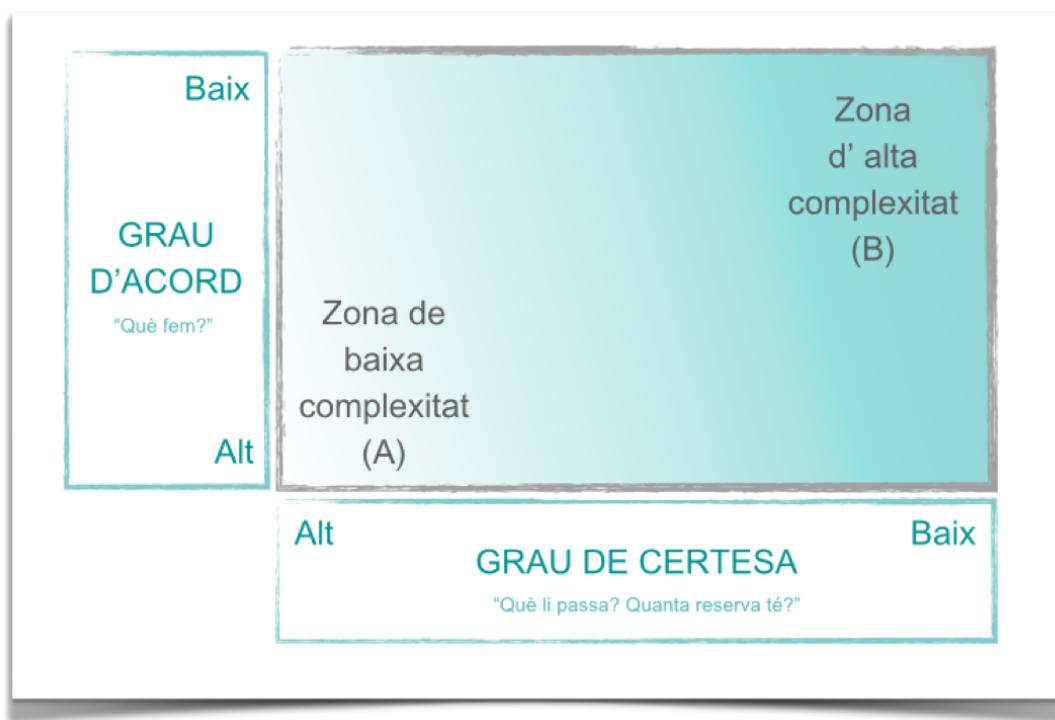 Baix
GRAU
D’ACORD
“Què fem?”
Alt
Zona
d’ alta
complexitat
(B)
Zona de
baixa
complexitat
(A)
Alt
Baix
GRAU DE CERTESA
“Què li passa? Quanta reserva té?”